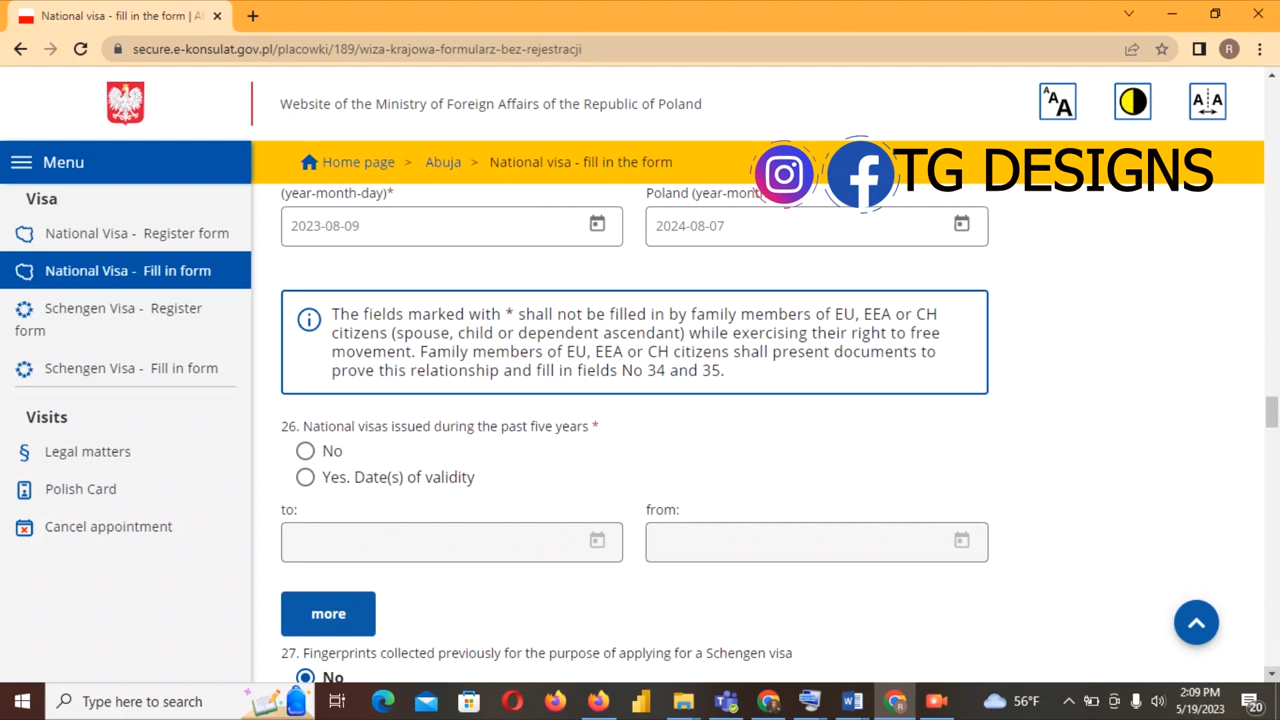 National visa - fill in the form | Al
secure.e-konsulat.gov.pl/placowki/189/wiza-krajowa-formularz-bez-rejestracji
R
Website of the Ministry of Foreign Affairs of the Republic of Poland
A A A
A A
Menu
Home page > Abuja > National visa - fill in the form
TG DESIGNS
Visa
National Visa - Register form
National Visa - Fill in form
Schengen Visa - Register
form
Schengen Visa - Fill in form
Visits
Legal matters
Polish Card
Cancel appointment
(year-month-day)*
Poland (year-mont
2023-08-09
2024-08-07
The fields marked with * shall not be filled in by family members of EU, EEA or CH
citizens (spouse, child or dependent ascendant) while exercising their right to free
movement. Family members of EU, EEA or CH citizens shall present documents to
prove this relationship and fill in fields No 34 and 35.
26. National visas issued during the past five years *
No
Yes. Date(s) of validity
to:
from:
more
27. Fingerprints collected previously for the purpose of applying for a Schengen visa
No
Type here to search
56°F
2:09 PM
5/19/2023
20